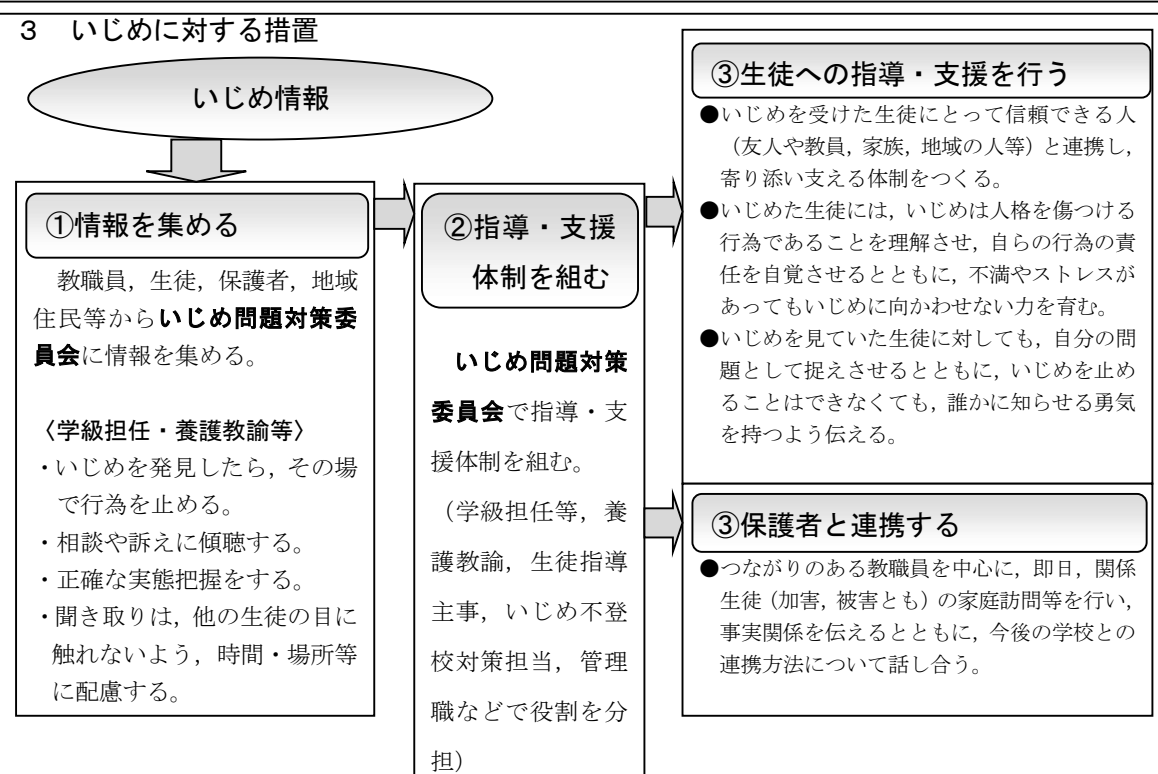 ３　いじめに対する措置
いじめ情報
①情報を集める
教職員，生徒，保護者，地域
住民等からいじめ問題対策委
員会に情報を集める。
〈学級担任・養護教諭等〉
・いじめを発見したら，その場
で行為を止める。
・相談や訴えに傾聴する。
・正確な実態把握をする。
・聞き取りは，他の生徒の目に
触れないよう，時間・場所等
に配慮する。
②指導・支援
体制を組む
いじめ問題対策
委員会で指導・支
援体制を組む。
（学級担任等，養
護教諭，生徒指導
主事，いじめ不登
校対策担当，管理
職などで役割を分
担）
③生徒への指導・支援を行う
●いじめを受けた生徒にとって信頼できる人
（友人や教員，家族，地域の人等）と連携し，
寄り添い支える体制をつくる。
●いじめた生徒には，いじめは人格を傷つける
行為であることを理解させ，自らの行為の責
任を自覚させるとともに，不満やストレスが
あってもいじめに向かわせない力を育む。
●いじめを見ていた生徒に対しても，自分の問
題として捉えさせるとともに，いじめを止め
ることはできなくても，誰かに知らせる勇気
を持つよう伝える。
③保護者と連携する
●つながりのある教職員を中心に，即日，関係
生徒（加害，被害とも）の家庭訪問等を行い，
事実関係を伝えるとともに，今後の学校との
連携方法について話し合う。